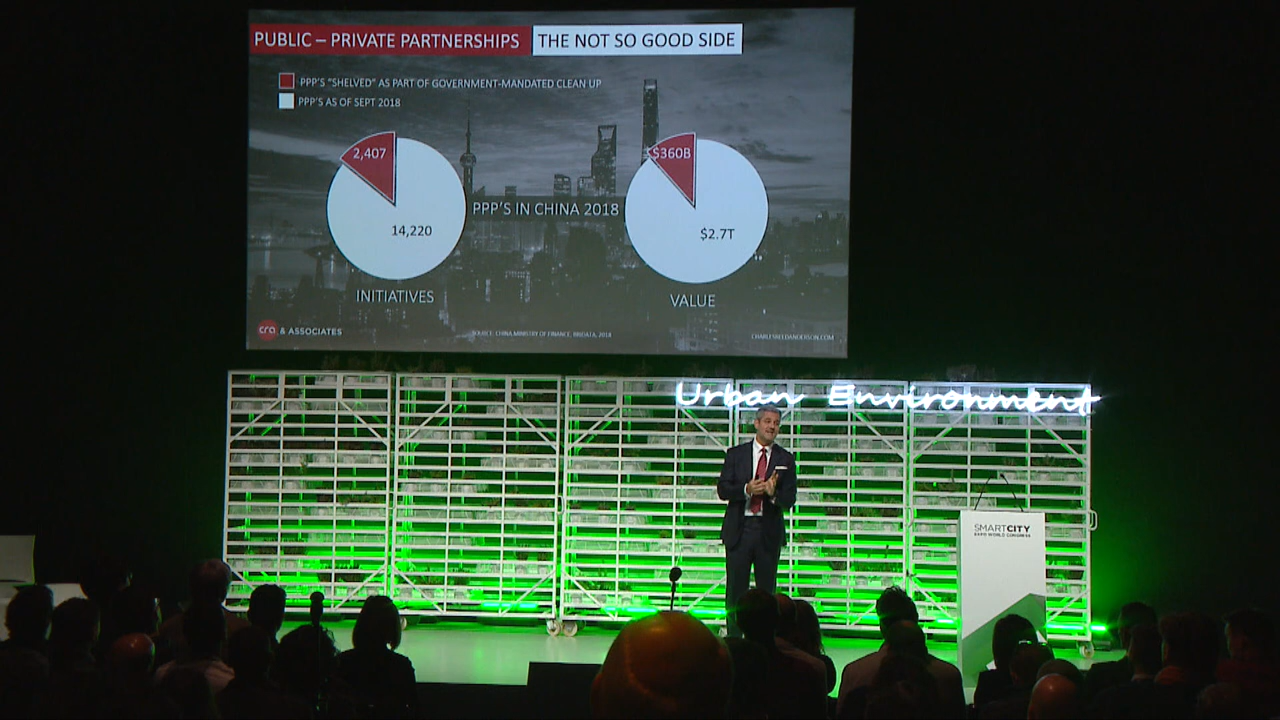 PUBLIC – PRIVATE PARTNERSHIPS THE NOT SO GOOD SIDE
PPP'S "SHELVED" AS PART OF GOVERNMENT-MANDATED CLEAN UP
PPP'S AS OF SEPT 2018
2,407
14,220
INITIATIVES
PPP'S IN CHINA 2018
$360B
$2.7T
VALUE
cra & ASSOCIATES
SOURCE: CHINA MINISTRY OF FINANCE, BRIDATA, 2018
CHARLESREEDANDERSON.COM
Urban Environment
SMARTCITY
EXPO WORLD CONGRESS